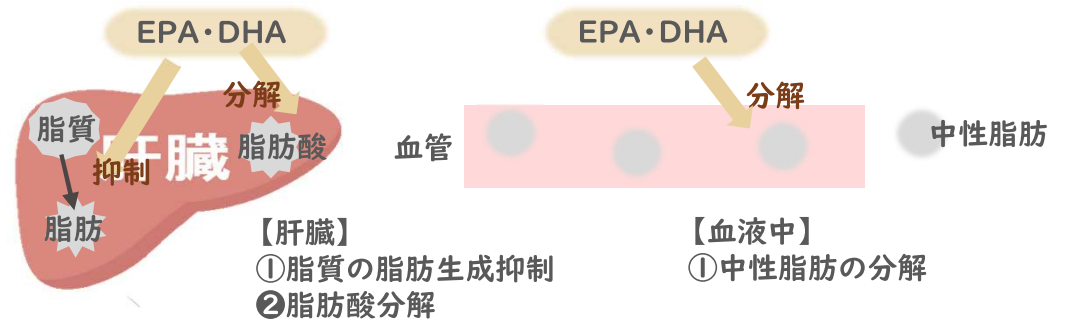 EPA・DHA
分解
脂質
肝臓
脂肪酸
抑制
脂肪
【肝臓】
①脂質の脂肪生成抑制
❷脂肪酸分解
EPA・DHA
分解
血管
中性脂肪
【血液中】
①中性脂肪の分解